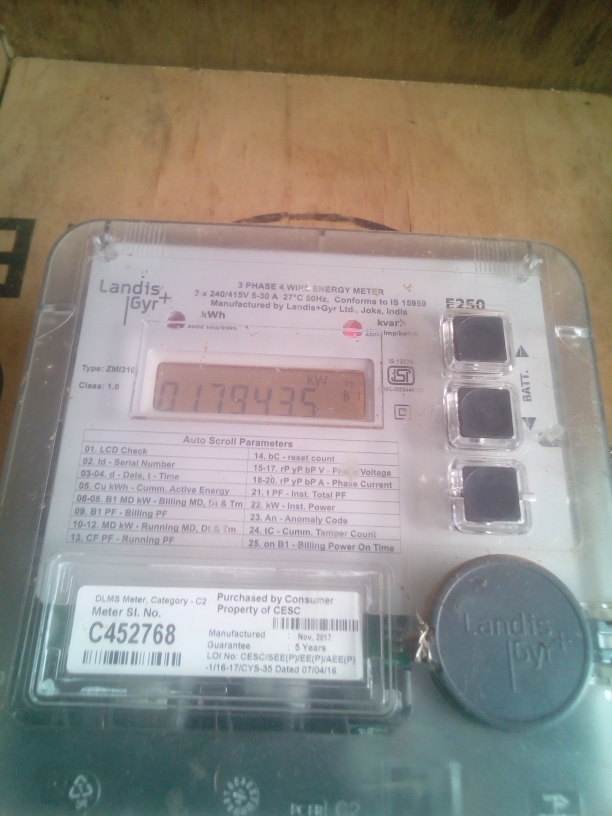 Landis
|Gyr+
3 PHASE 4 WIRE ENERGY METER
3 x 240/415V 5-30 A 27°C 50Hz, Conforms to IS 15959
Manufactured by Landis+Gyr Ltd., Joka, India
E250
kWh
kvarh
Type: ZMI310
Class: 1.0
IS 13779
BATT.
Auto Scroll Parameters
01. LCD Check
02. Id - Serial Number
03-04. d - Date, t - Time
05. Cu kWh - Cumm. Active Energy
06-08. B1 MD kW - Billing MD, Dt & Tm
09. B1 PF - Billing PF
10-12. MD kW - Running MD, Dt & Tm
13. CF PF - Running PF
14. bC - reset count
15-17. rP yP bP V - Phase Voltage
18-20. rP yP bP A - Phase Current
21. t PF - Inst. Total PF
22. kW - Inst. Power
23. An - Anomaly Code
24. tC - Cumm. Tamper Count
25. on B1 - Billing Power On Time
DLMS Meter, Category - C2
Meter Sl. No.
C452768
Purchased by Consumer
Property of CESC
Manufactured : Nov, 2017
Guarantee : 5 Years
LOI No: CESC/SEE(P)/EE(P)/AEE(P)
-1/16-17/CYS-35 Dated 07/04/16
Landis
Gyr+